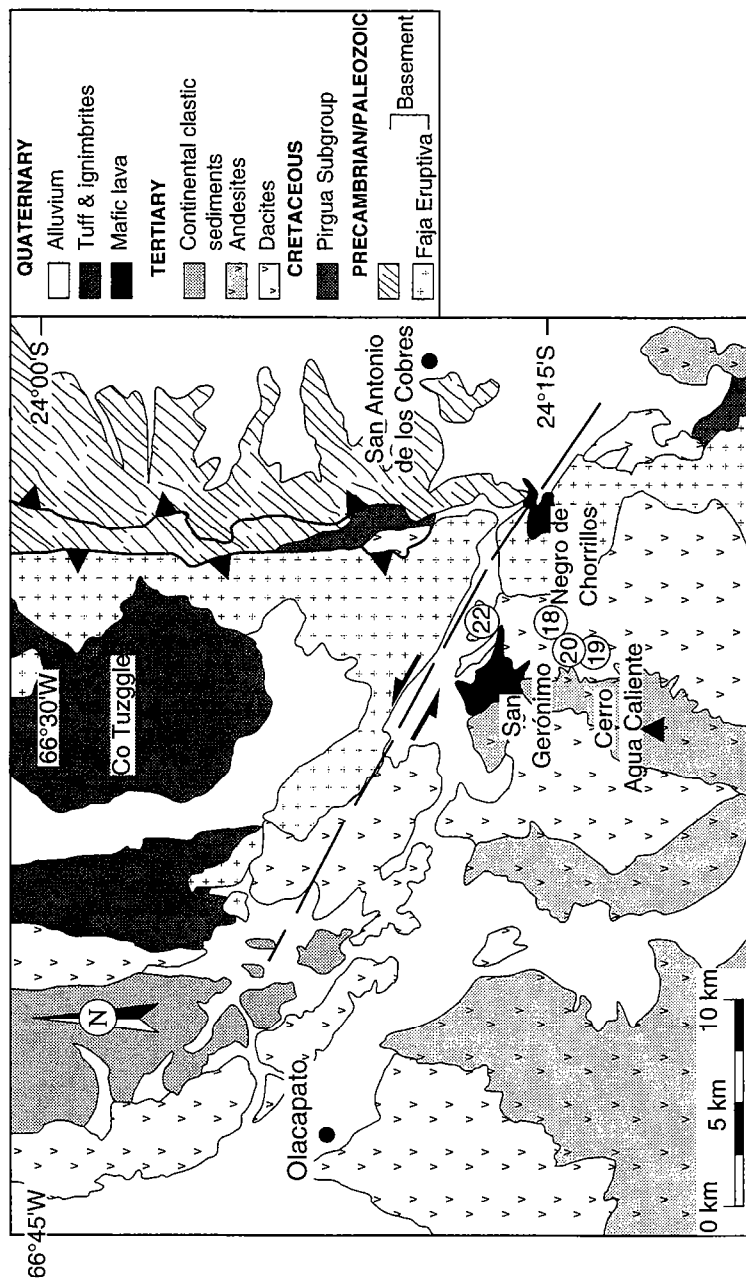 66°45'W
66°30'W
24°00'S
24°15'S
Co Tuzggle
San Antonio
de los Cobres
Olacapato
San
Gerónimo
Negro de
Chorrillos
Cerro
Agua Caliente
22
18
20
19
N
0 km
5 km
10 km
QUATERNARY
Alluvium
Tuff & ignimbrites
Mafic lava
TERTIARY
Continental clastic
sediments
Andesites
Dacites
CRETACEOUS
Pirgua Subgroup
PRECAMBRIAN/PALEOZOIC
Basement
Faja Eruptiva